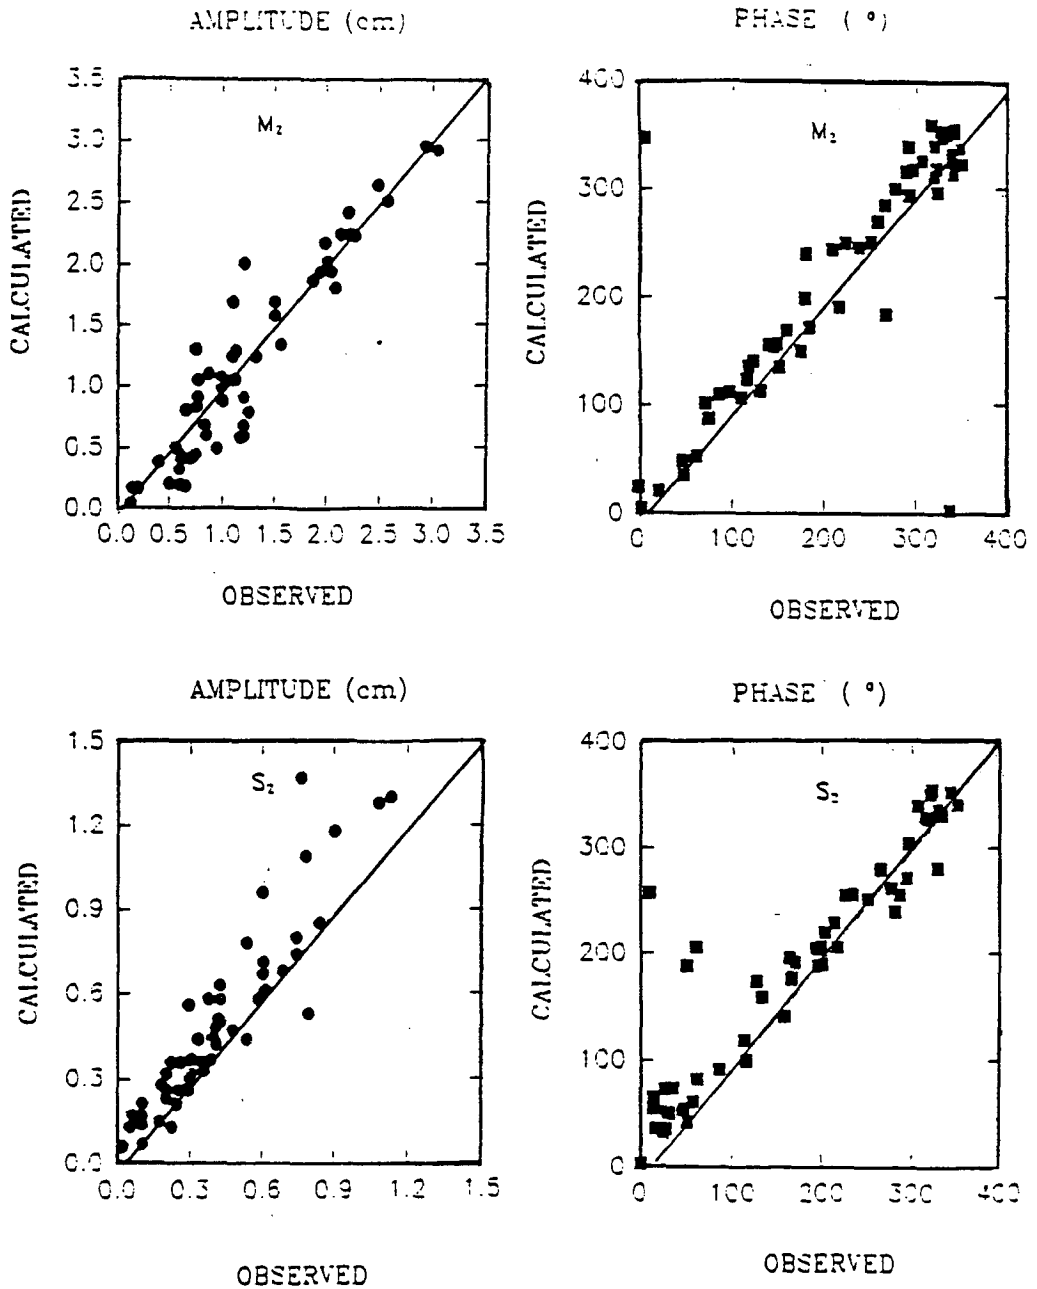 AMPLITUDE (cm)
3.5
3.0
2.5
2.0
1.5
1.0
0.5
0.0
M₂
CALCULATED
0.0 0.5 1.0 1.5 2.0 2.5 3.0 3.5
OBSERVED
PHASE ( °)
400
300
200
100
0
M₂
CALCULATED
0 100 200 300 400
OBSERVED
AMPLITUDE (cm)
1.5
1.2
0.9
0.6
0.3
0.0
S₂
CALCULATED
0.0 0.3 0.6 0.9 1.2 1.5
OBSERVED
PHASE ( °)
400
300
200
100
0
S₂
CALCULATED
0 100 200 300 400
OBSERVED